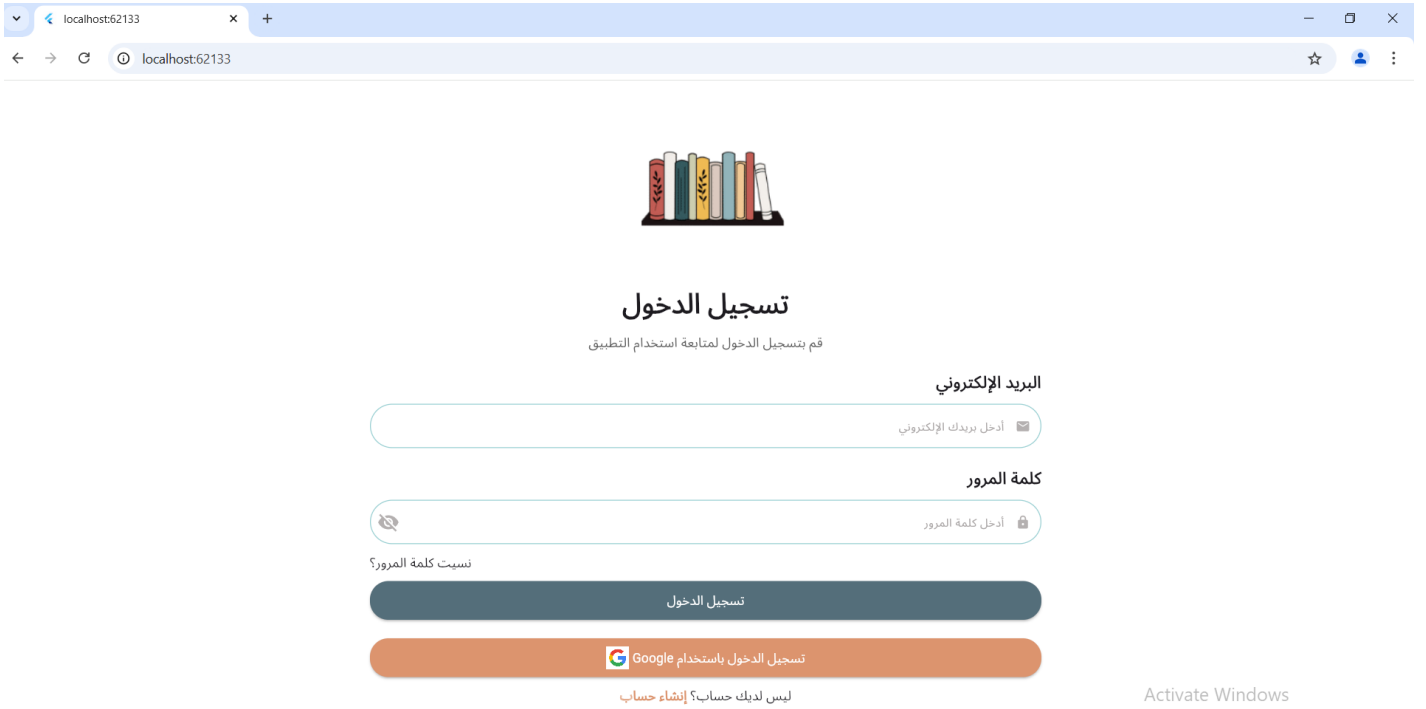 localhost:62133
localhost:62133
تسجيل الدخول
قم بتسجيل الدخول لمتابعة استخدام التطبيق
البريد الإلكتروني
أدخل بريدك الإلكتروني
كلمة المرور
أدخل كلمة المرور
نسيت كلمة المرور؟
تسجيل الدخول
تسجيل الدخول باستخدام Google
ليس لديك حساب؟ إنشاء حساب
Activate Windows